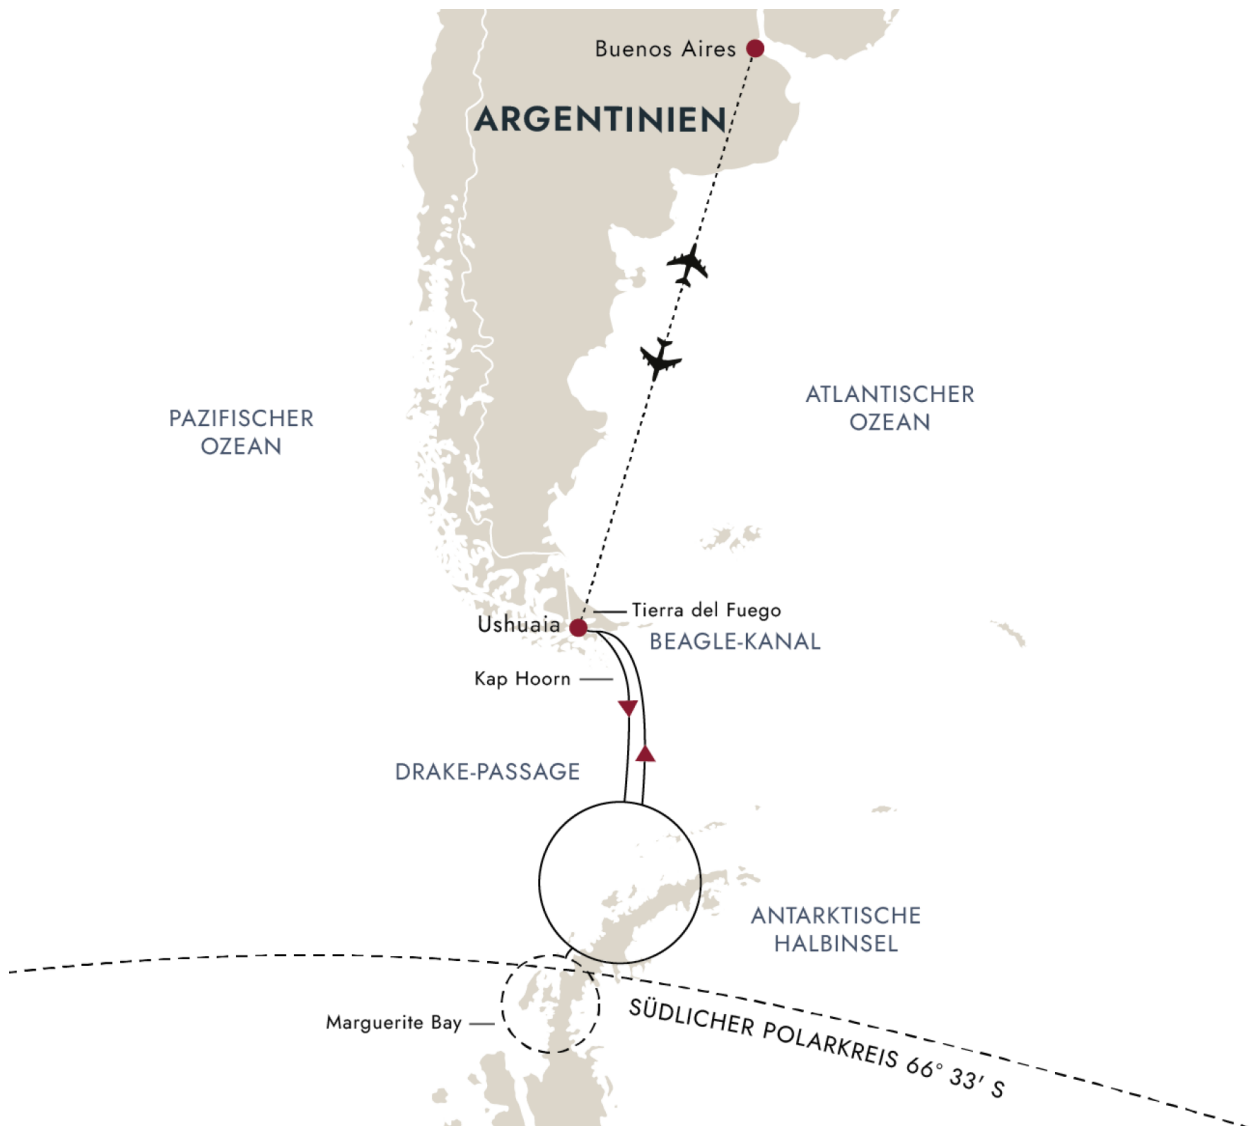 Buenos Aires
ARGENTINIEN
ATLANTISCHER
OZEAN
PAZIFISCHER
OZEAN
Tierra del Fuego
Ushuaia
BEAGLE-KANAL
Kap Hoorn
DRAKE-PASSAGE
ANTARKTISCHE
HALBINSEL
SÜDLICHER POLARKREIS 66° 33' S
Marguerite Bay